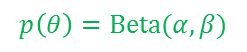 p(θ) = Beta(α, β)